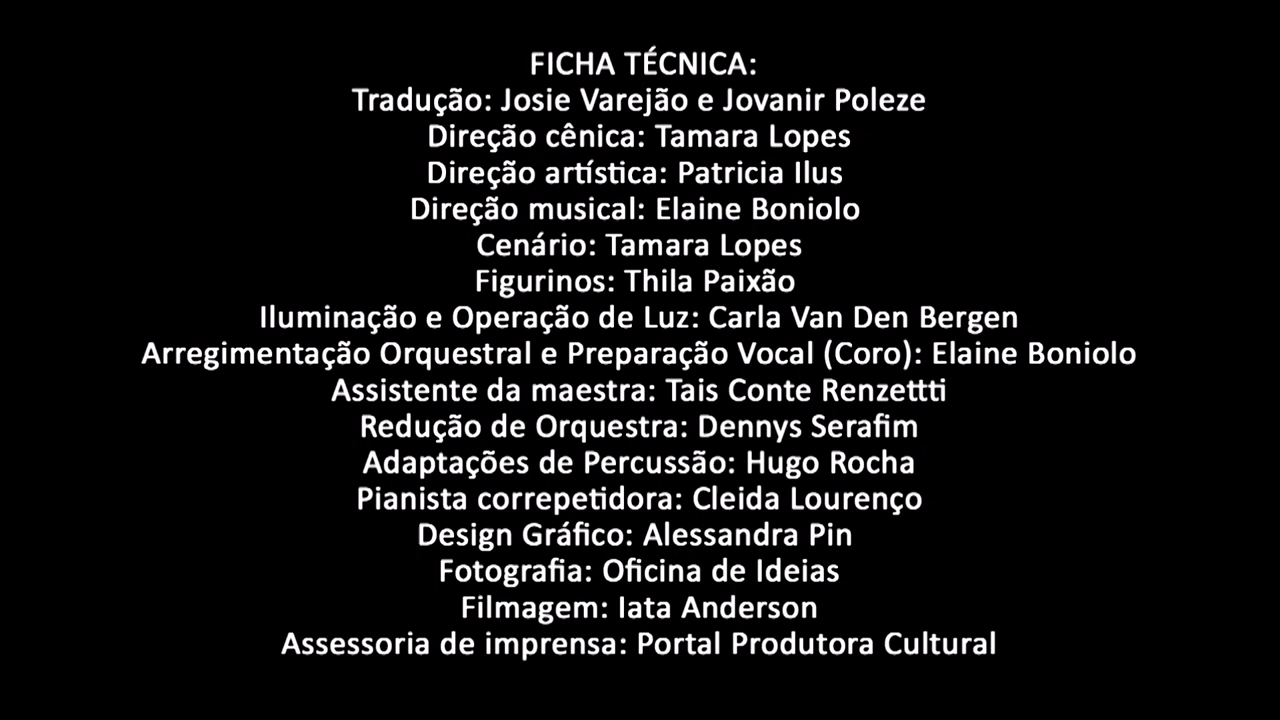 FICHA TÉCNICA:
Tradução: Josie Varejão e Jovanir Poleze
Direção cênica: Tamara Lopes
Direção artística: Patricia Ilus
Direção musical: Elaine Boniolo
Cenário: Tamara Lopes
Figurinos: Thila Paixão
Iluminação e Operação de Luz: Carla Van Den Bergen
Arregimentação Orquestral e Preparação Vocal (Coro): Elaine Boniolo
Assistente da maestra: Tais Conte Renzettti
Redução de Orquestra: Dennys Serafim
Adaptações de Percussão: Hugo Rocha
Pianista correpetidora: Cleida Lourenço
Design Gráfico: Alessandra Pin
Fotografia: Oficina de Ideias
Filmagem: Iata Anderson
Assessoria de imprensa: Portal Produtora Cultural